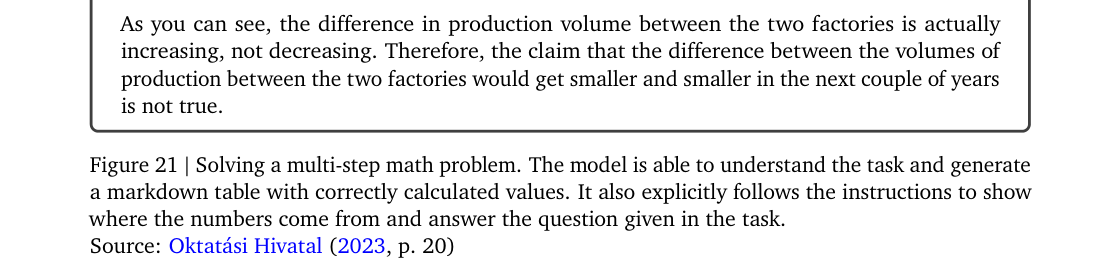 As you can see, the difference in production volume between the two factories is actually
increasing, not decreasing. Therefore, the claim that the difference between the volumes of
production between the two factories would get smaller and smaller in the next couple of years
is not true.
Figure 21 | Solving a multi-step math problem. The model is able to understand the task and generate
a markdown table with correctly calculated values. It also explicitly follows the instructions to show
where the numbers come from and answer the question given in the task.
Source: Oktatási Hivatal (2023, p. 20)